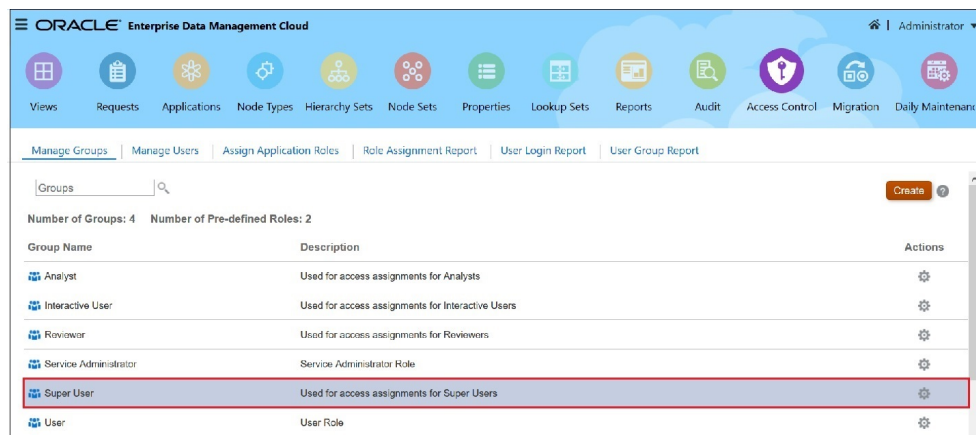 ORACLE Enterprise Data Management Cloud Administrator
Views Requests Applications Node Types Hierarchy Sets Node Sets Properties Lookup Sets Reports Audit Access Control Migration Daily
Manage Groups Manage Users Assign Application Roles Role Assignment Report User Login Report User Group Report
Groups Create
Number of Groups: 4 Number of Pre-defined Roles: 2
Group Name Description Actions
Analyst Used for access assignments for Analysts
Interactive User Used for access assignments for Interactive Users
Reviewer Used for access assignments for Reviewers
Service Administrator Service Administrator Role
Super User Used for access assignments for Super Users
User User Role